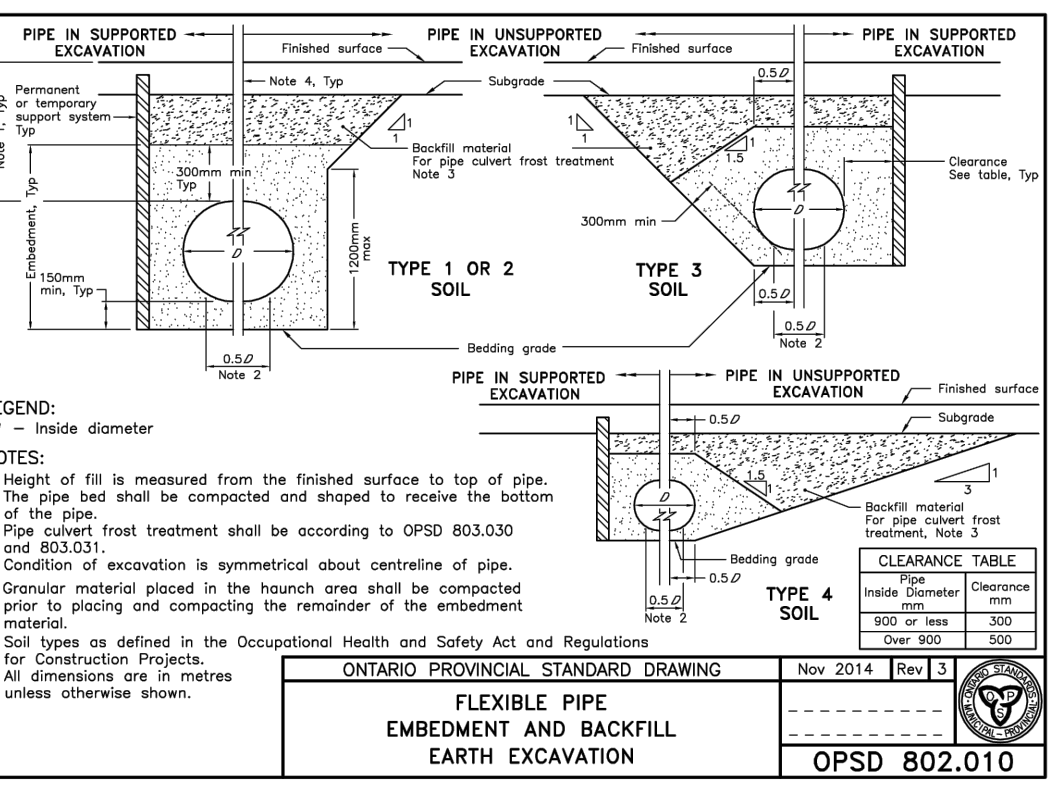 PIPE IN SUPPORTED
EXCAVATION
Finished surface
PIPE IN UNSUPPORTED
EXCAVATION
Finished surface
PIPE IN SUPPORTED
EXCAVATION
Note 4, Typ
Subgrade
0.5D
Permanent
or temporary
support system
Typ
Note 1, Typ
1
1
Backfill material
For pipe culvert frost treatment
Note 3
1
1
1
1.5
Clearance
See table, Typ
300mm min
Typ
Embedment, Typ
300mm min
D
D
1200mm
max
150mm
min, Typ
TYPE 1 OR 2
SOIL
TYPE 3
SOIL
0.5D
0.5D
Note 2
Bedding grade
0.5D
Note 2
PIPE IN SUPPORTED
EXCAVATION
PIPE IN UNSUPPORTED
EXCAVATION
Finished surface
0.5D
Subgrade
1.5
1
1
3
D
Backfill material
For pipe culvert frost
treatment, Note 3
Bedding grade
0.5D
0.5D
Note 2
TYPE 4
SOIL
EGEND:
– Inside diameter
OTES:
Height of fill is measured from the finished surface to top of pipe.
The pipe bed shall be compacted and shaped to receive the bottom
of the pipe.
Pipe culvert frost treatment shall be according to OPSD 803.030
and 803.031.
Condition of excavation is symmetrical about centreline of pipe.
Granular material placed in the haunch area shall be compacted
prior to placing and compacting the remainder of the embedment
material.
Soil types as defined in the Occupational Health and Safety Act and Regulations
for Construction Projects.
All dimensions are in metres
unless otherwise shown.
CLEARANCE TABLE
Pipe
Inside Diameter
mm
Clearance
mm
900 or less 300
Over 900 500
ONTARIO PROVINCIAL STANDARD DRAWING
Nov 2014 Rev 3
FLEXIBLE PIPE
EMBEDMENT AND BACKFILL
EARTH EXCAVATION
OPSD 802.010
ONTARIO STANDARDS
MUNICIPAL - PROVINCIAL
O P
S